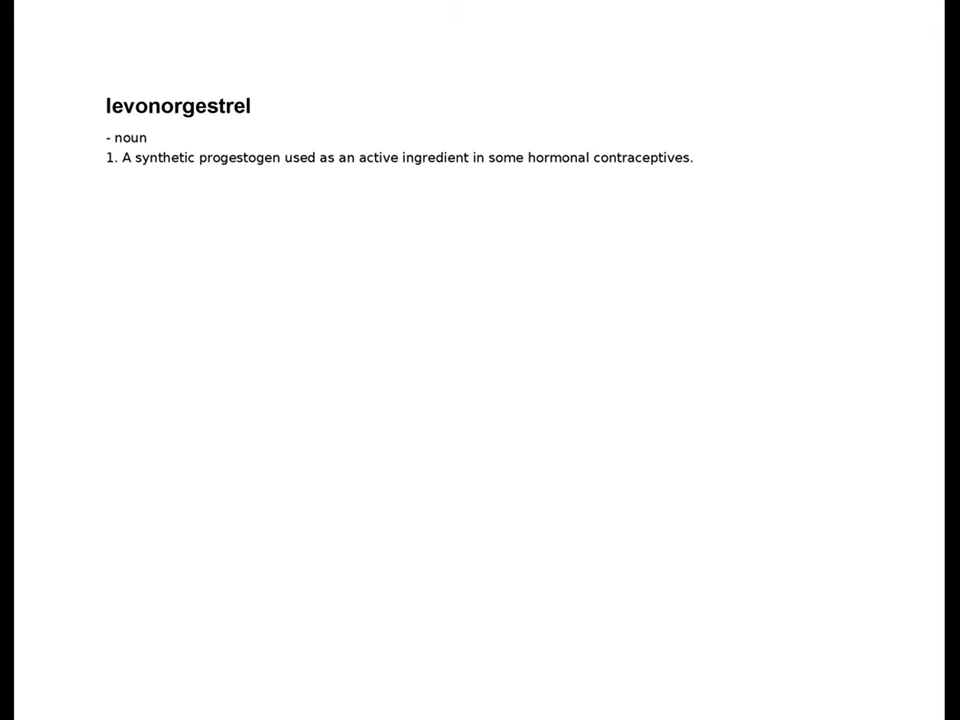 levonorgestrel
- noun
1. A synthetic progestogen used as an active ingredient in some hormonal contraceptives.